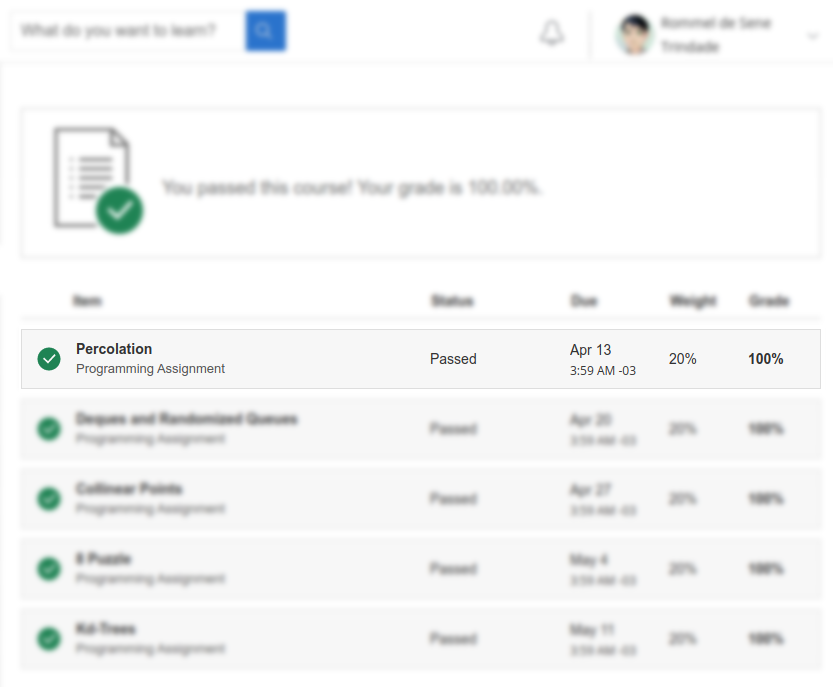 What do you want to learn?
Rommel de Sene
Trindade
You passed this course! Your grade is 100.00%.
Item Status Due Weight Grade
Percolation
Programming Assignment
Passed
Apr 13
3:59 AM -03
20%
100%
Deques and Randomized Queues
Programming Assignment
Passed
Apr 20
3:59 AM -03
20%
100%
Collinear Points
Programming Assignment
Passed
Apr 27
3:59 AM -03
20%
100%
8 Puzzle
Programming Assignment
Passed
May 4
3:59 AM -03
20%
100%
Kd-Trees
Programming Assignment
Passed
May 11
3:59 AM -03
20%
100%